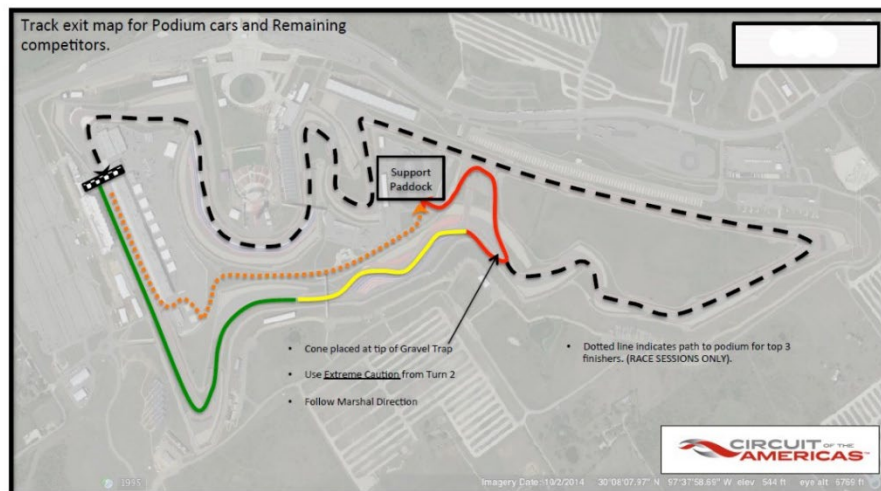 Track exit map for Podium cars and Remaining
competitors.
Support
Paddock
• Cone placed at tip of Gravel Trap
• Use Extreme Caution from Turn 2
• Follow Marshal Direction
• Dotted line indicates path to podium for top 3
finishers. (RACE SESSIONS ONLY).
CIRCUIT OF THE
AMERICAS™
1995
Imagery Date: 10/2/2014 30°08'07.97" N 97°37'58.69" W elev 544 ft eye alt 6759 ft